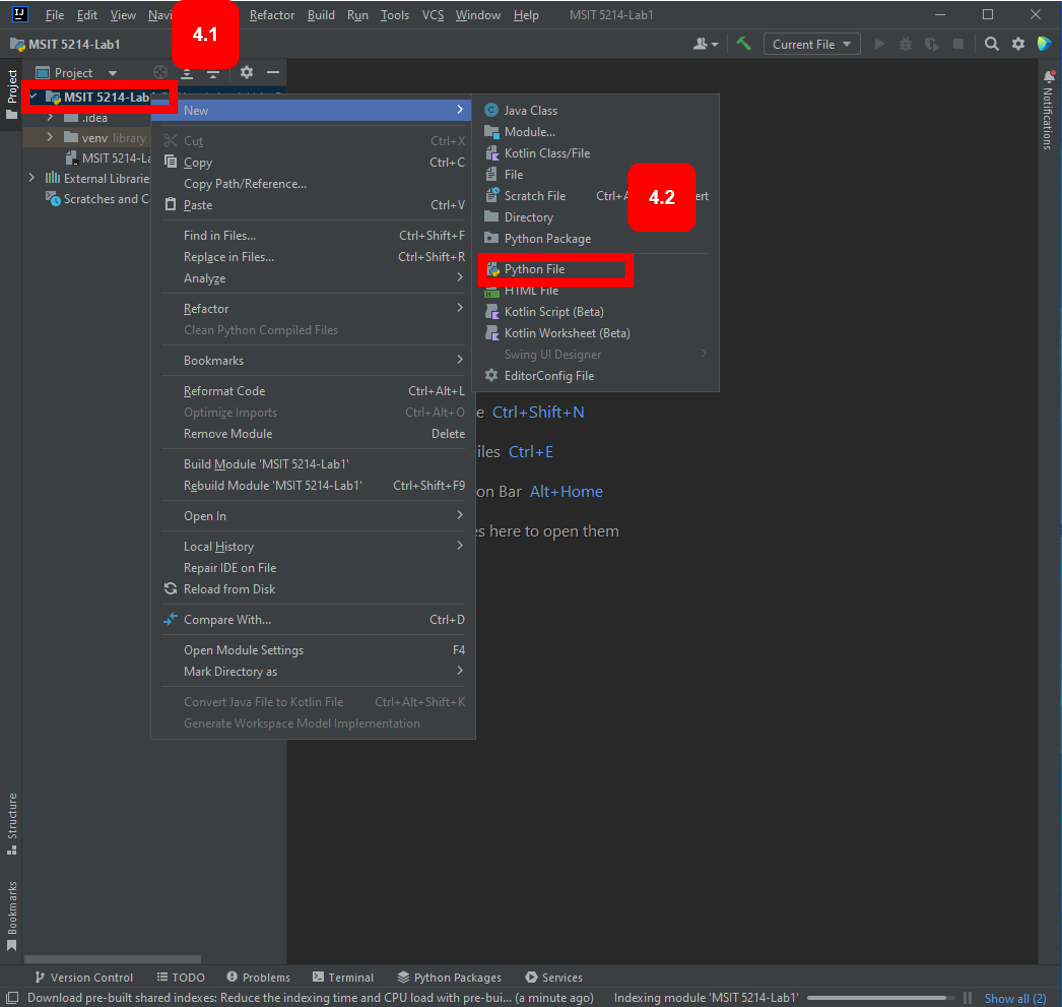 File Edit View Navi Refactor Build Run Tools VCS Window Help MSIT 5214-Lab1
4.1
MSIT 5214-Lab1 Current File
Project
MSIT 5214-Lab
.idea
venv library
MSIT 5214-La
External Librarie
Scratches and C
New
Cut Ctrl+X
Copy Ctrl+C
Copy Path/Reference...
Paste Ctrl+V
Find in Files... Ctrl+Shift+F
Replace in Files... Ctrl+Shift+R
Analyze
Refactor
Clean Python Compiled Files
Bookmarks
Reformat Code Ctrl+Alt+L
Optimize Imports Ctrl+Alt+O
Remove Module Delete
Build Module 'MSIT 5214-Lab1'
Rebuild Module 'MSIT 5214-Lab1' Ctrl+Shift+F9
Open In
Local History
Repair IDE on File
Reload from Disk
Compare With... Ctrl+D
Open Module Settings F4
Mark Directory as
Convert Java File to Kotlin File Ctrl+Alt+Shift+K
Generate Workspace Model Implementation
Java Class
Module...
Kotlin Class/File
File
Scratch File Ctrl+A ert
4.2
Directory
Python Package
Python File
HTML File
Kotlin Script (Beta)
Kotlin Worksheet (Beta)
Swing UI Designer
EditorConfig File
e Ctrl+Shift+N
iles Ctrl+E
on Bar Alt+Home
es here to open them
Project
Structure
Bookmarks
Notifications
Version Control TODO Problems Terminal Python Packages Services
Download pre-built shared indexes: Reduce the indexing time and CPU load with pre-bui... (a minute ago) Indexing module 'MSIT 5214-Lab1' Show all (2)